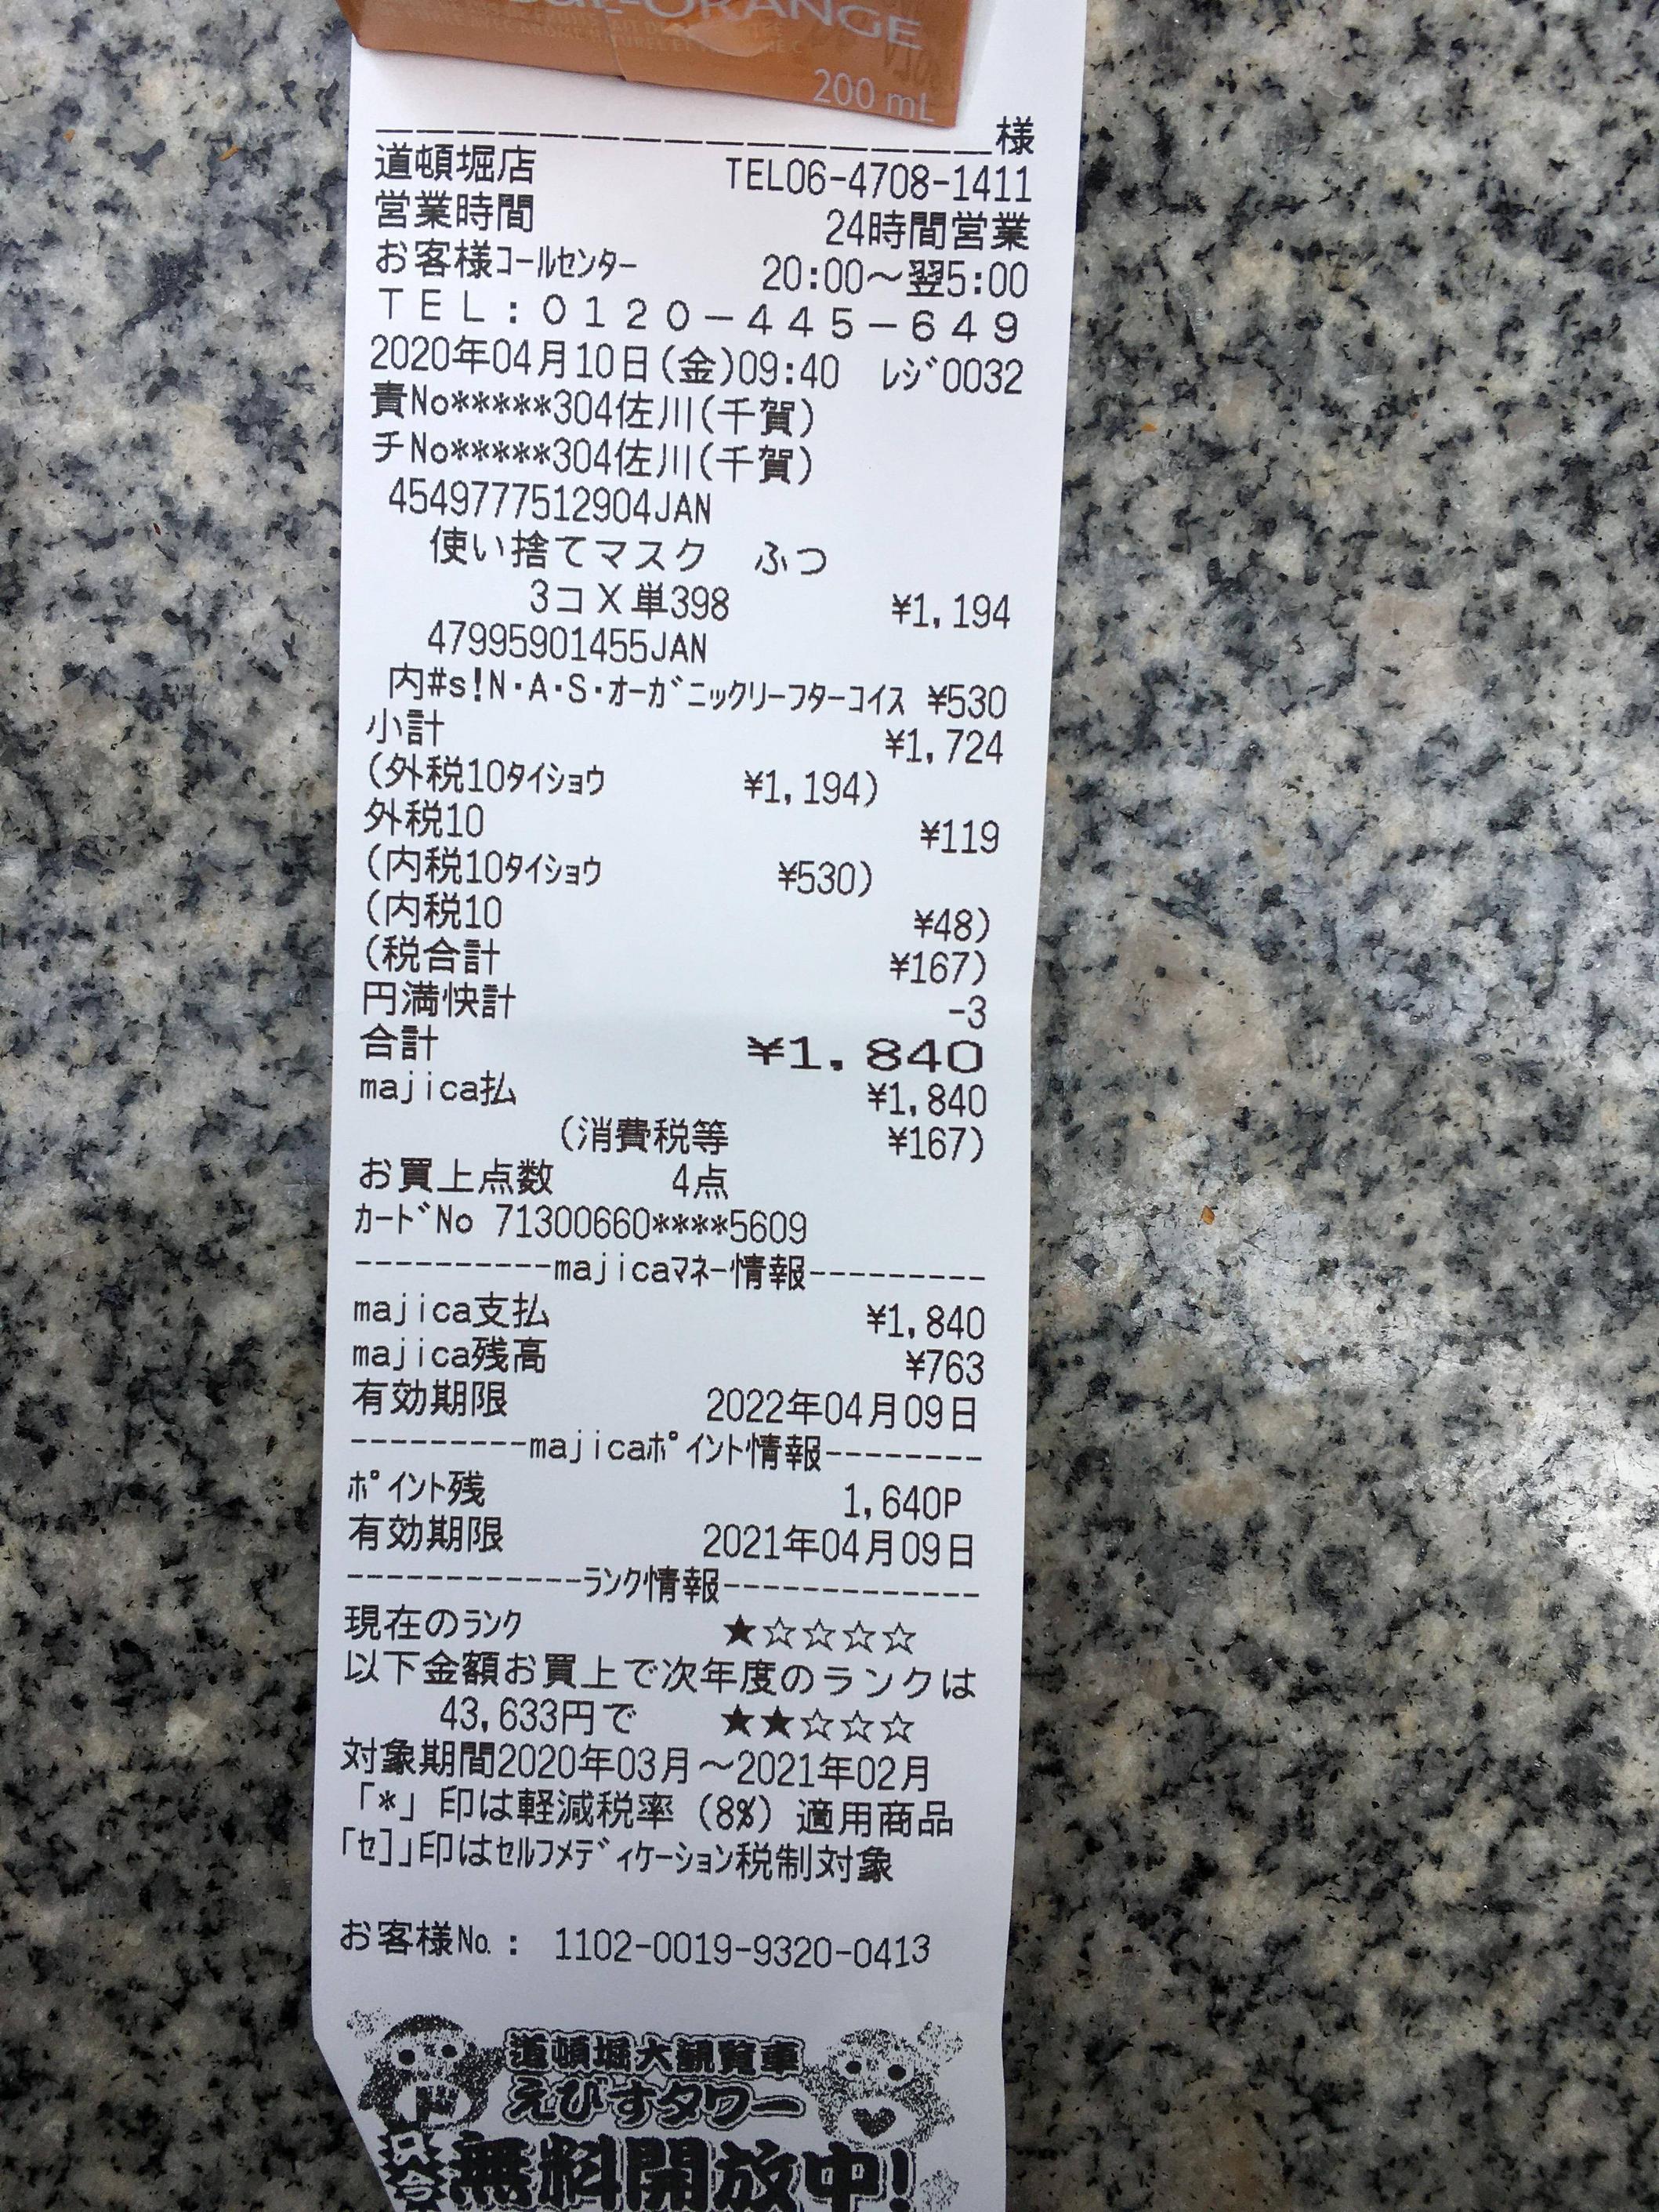 ORANGE
200 mL
様
道頓堀店 TEL06-4708-1411
営業時間 24時間営業
お客様ｺｰﾙｾﾝﾀｰ 20:00～翌5:00
ＴＥＬ：０１２０－４４５－６４９
2020年04月10日(金)09:40 ﾚｼﾞ0032
責No*****304佐川(千賀)
チNo*****304佐川(千賀)
4549777512904JAN
使い捨てマスク ふつ
3コX単398 ¥1,194
47995901455JAN
内#s!N・A・S・ｵｰｶﾞﾆｯｸﾘｰﾌﾀｰｺｲｽ ¥530
小計 ¥1,724
(外税10ﾀｲｼｮｳ ¥1,194)
外税10 ¥119
(内税10ﾀｲｼｮｳ ¥530)
(内税10 ¥48)
(税合計 ¥167)
円満快計 -3
合計 ¥1,840
majica払 ¥1,840
(消費税等 ¥167)
お買上点数 4点
ｶｰﾄﾞNo 71300660****5609
----------majicaﾏﾈｰ情報---------
majica支払 ¥1,840
majica残高 ¥763
有効期限 2022年04月09日
---------majicaﾎﾟｲﾝﾄ情報--------
ﾎﾟｲﾝﾄ残 1,640P
有効期限 2021年04月09日
------------ﾗﾝｸ情報-------------
現在のﾗﾝｸ ★☆☆☆☆
以下金額お買上で次年度のランクは
43,633円で ★★☆☆☆
対象期間2020年03月～2021年02月
「*」印は軽減税率（8%）適用商品
「ｾ]」印はｾﾙﾌﾒﾃﾞｨｹｰｼｮﾝ税制対象
お客様No.: 1102-0019-9320-0413
道頓堀大観覧車
えびすタワー
只今
無料開放中!